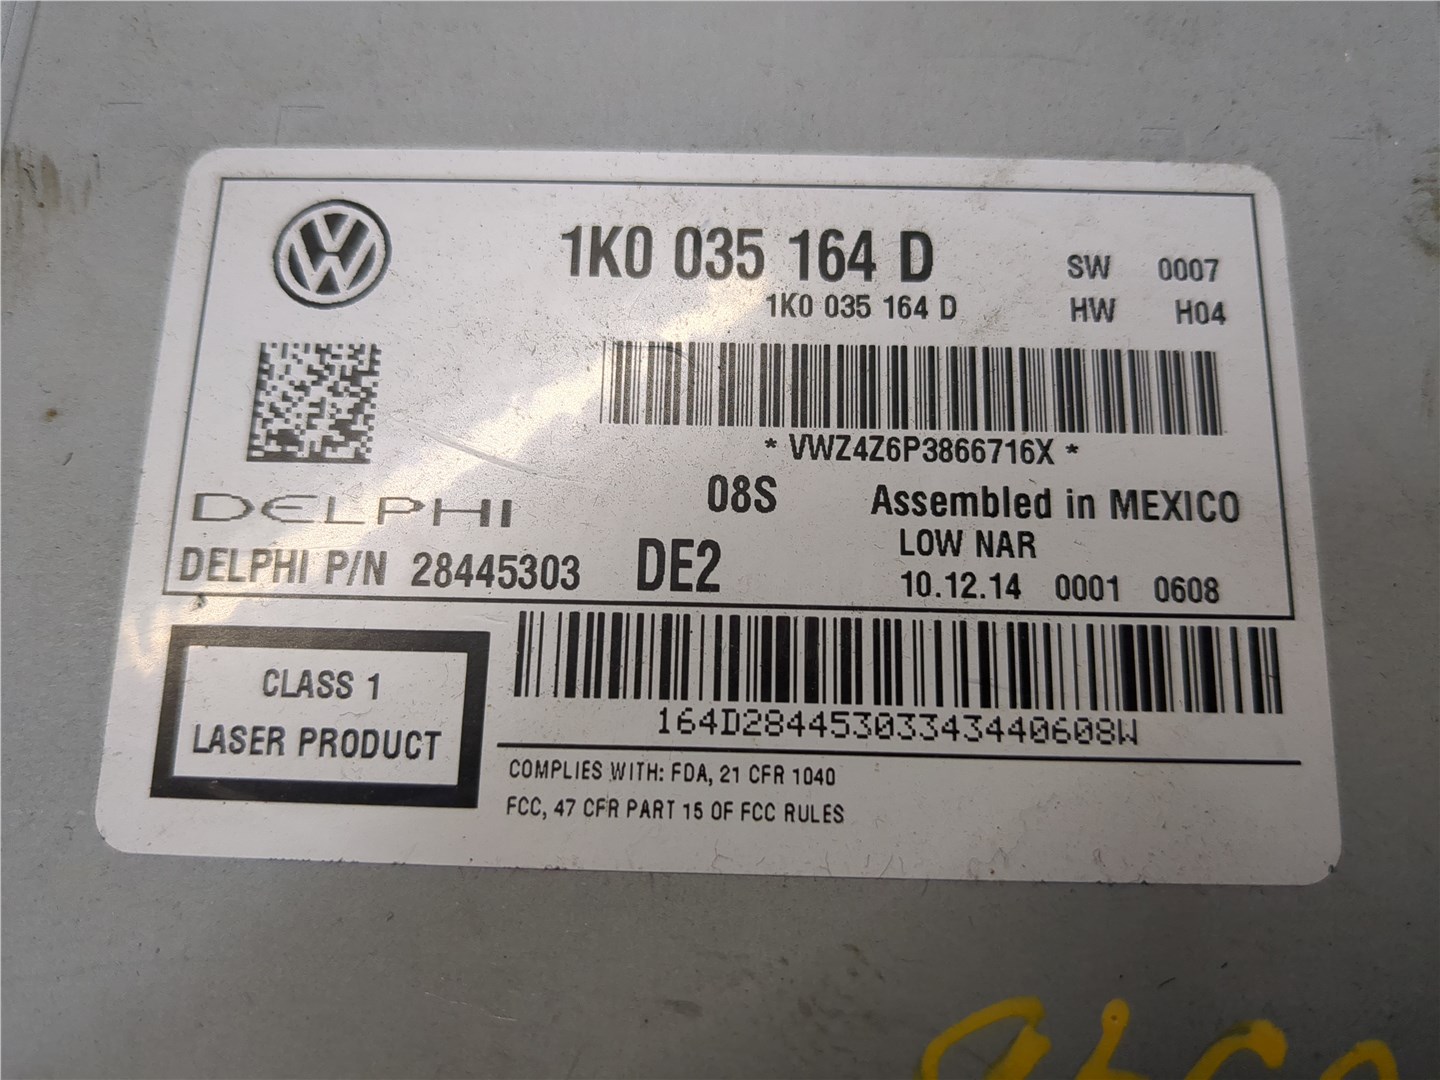 1K0 035 164 D
SW 0007
1K0 035 164 D
HW H04
* VWZ4Z6P3866716X *
DELPHI
08S
Assembled in MEXICO
DELPHI P/N 28445303
DE2
LOW NAR
10.12.14 0001 0608
CLASS 1
LASER PRODUCT
164D28445303343440608W
COMPLIES WITH: FDA, 21 CFR 1040
FCC, 47 CFR PART 15 OF FCC RULES